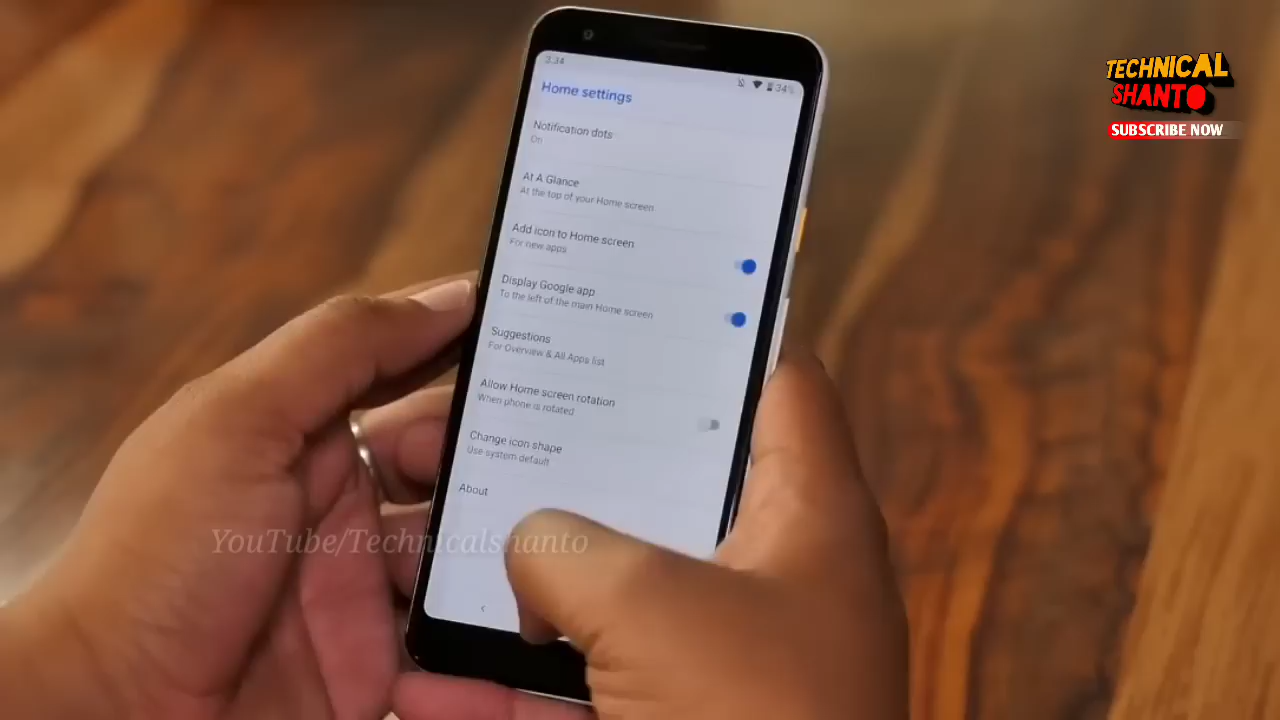 3.34
34%
Home settings
Notification dots
On
At A Glance
At the top of your Home screen
Add icon to Home screen
For new apps
Display Google app
To the left of the main Home screen
Suggestions
For Overview & All Apps list
Allow Home screen rotation
When phone is rotated
Change icon shape
Use system default
About
TECHNICAL
SHANTO
SUBSCRIBE NOW
YouTube/Technicalshanto